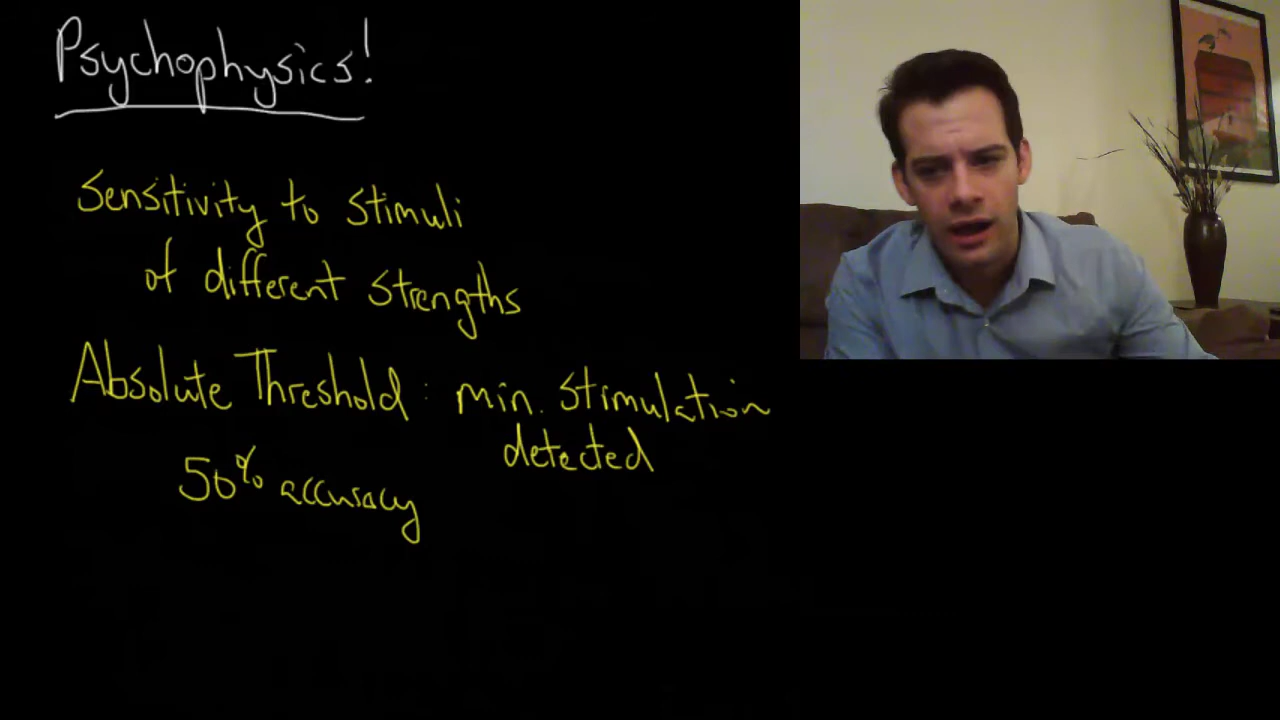 Psychophysics!
Sensitivity to stimuli
of different strengths
Absolute Threshold : min. stimulation
detected
50% accuracy